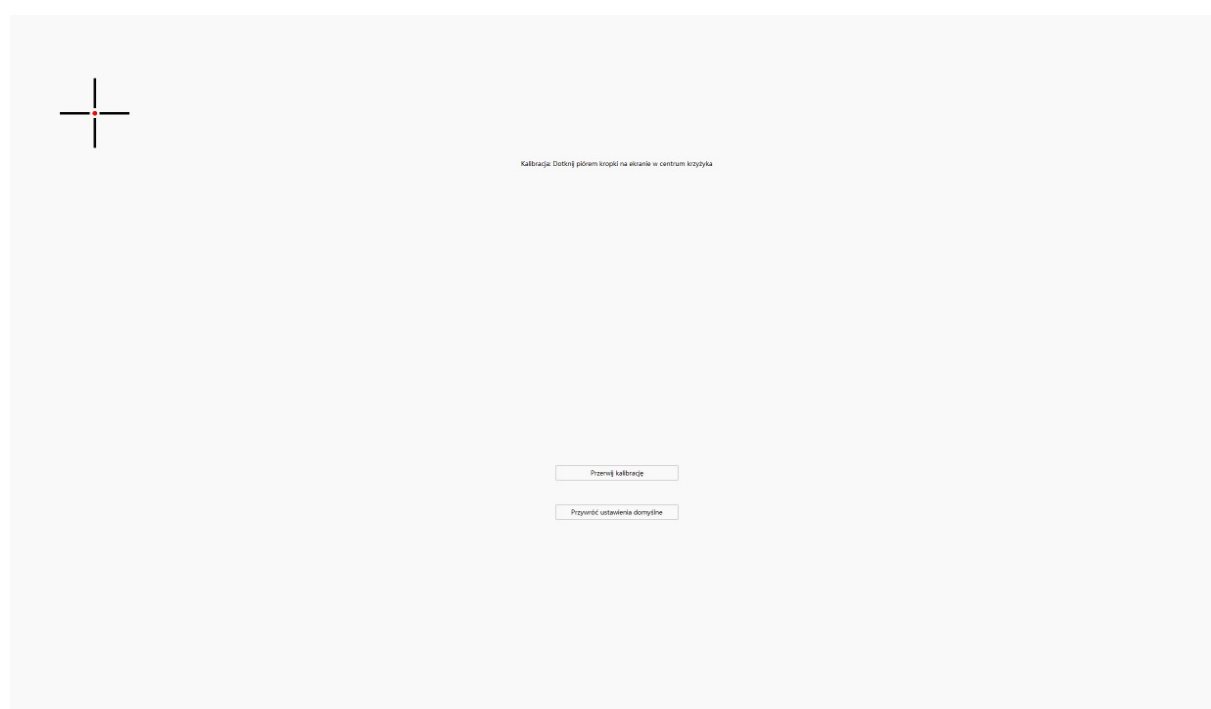 Kalibracja: Dotknij piórem kropki na ekranie w centrum krzyżyka
Przerwij kalibrację
Przywróć ustawienia domyślne